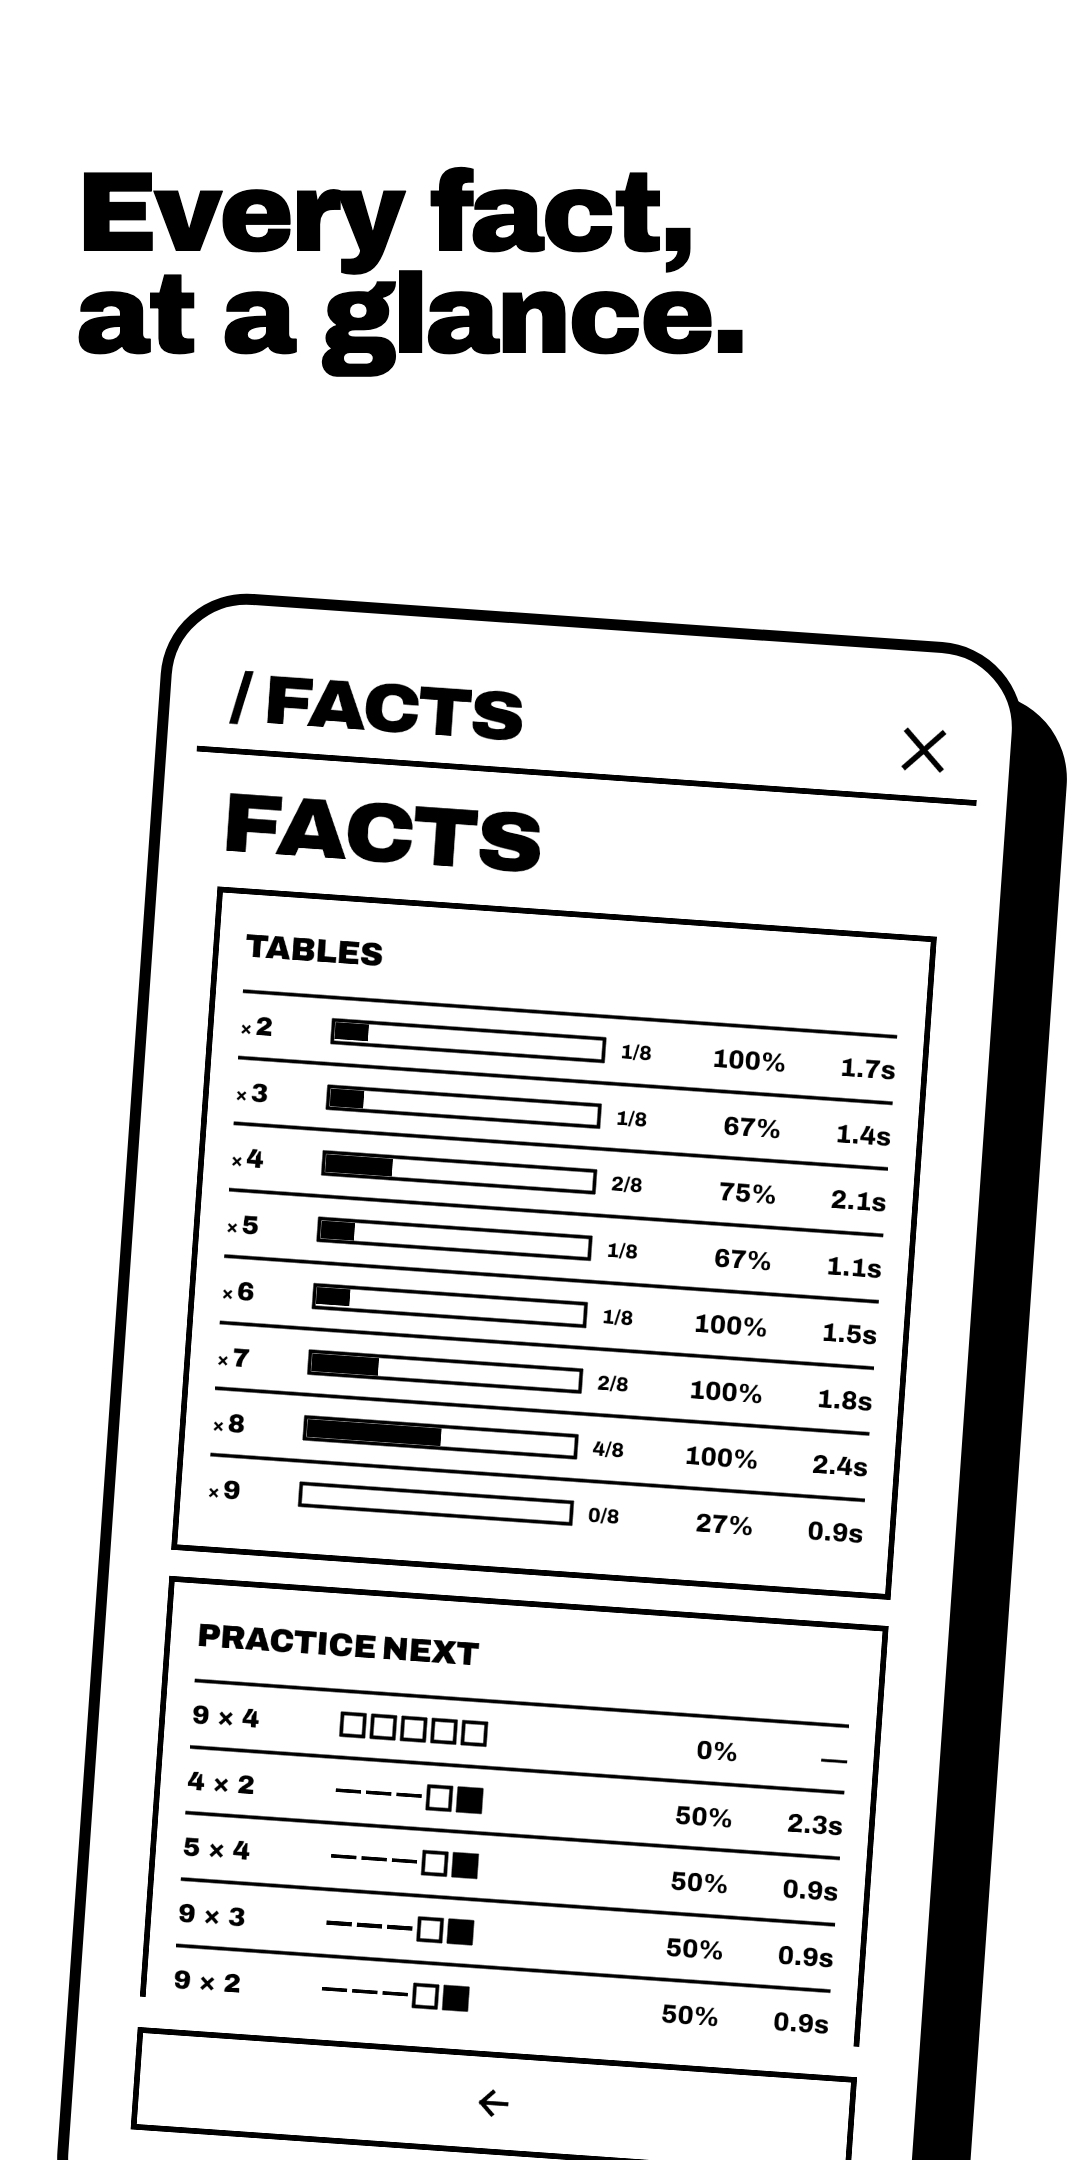 Every fact,
at a glance.
/ FACTS
FACTS
TABLES
×2 1/8 100% 1.7s
×3 1/8 67% 1.4s
×4 2/8 75% 2.1s
×5 1/8 67% 1.1s
×6 1/8 100% 1.5s
×7 2/8 100% 1.8s
×8 4/8 100% 2.4s
×9 0/8 27% 0.9s
PRACTICE NEXT
9 × 4 0% —
4 × 2 50% 2.3s
5 × 4 50% 0.9s
9 × 3 50% 0.9s
9 × 2 50% 0.9s